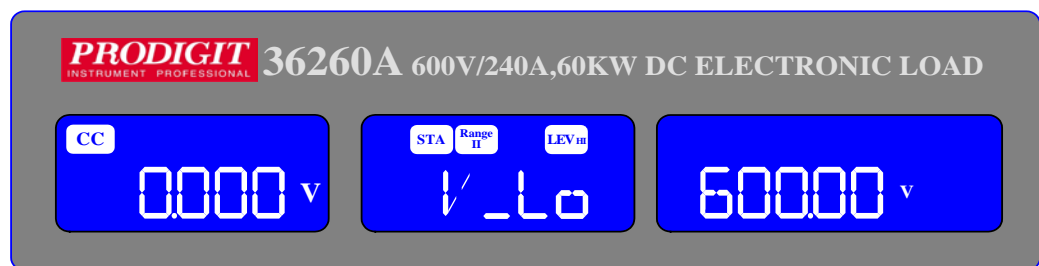 PRODIGIT
INSTRUMENT PROFESSIONAL
36260A 600V/240A,60KW DC ELECTRONIC LOAD
CC
0.000 V
STA Range II LEV HI
V_Lo
600.00 V